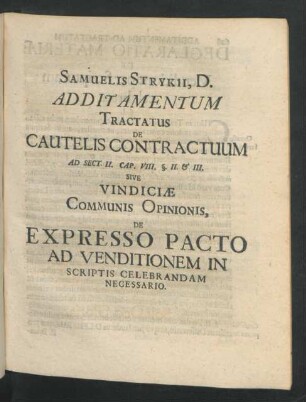 SAMUELIS STRYKII, D.
ADDITAMENTUM
TRACTATUS
DE
CAUTELIS CONTRACTUUM
AD SECT. II. CAP. VIII. §. II. & III.
SIVE
VINDICIÆ
COMMUNIS OPINIONIS,
DE
EXPRESSO PACTO
AD VENDITIONEM IN
SCRIPTIS CELEBRANDAM
NECESSARIO.